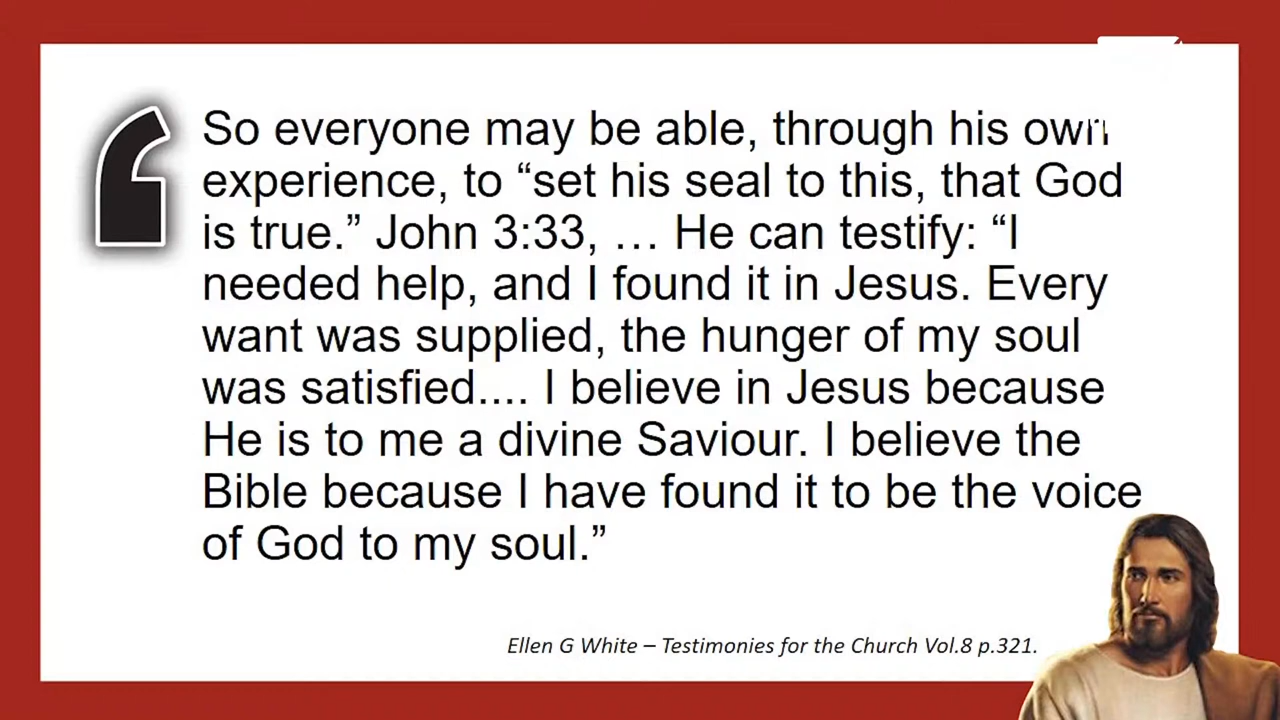 So everyone may be able, through his own
experience, to “set his seal to this, that God
is true.” John 3:33, … He can testify: “I
needed help, and I found it in Jesus. Every
want was supplied, the hunger of my soul
was satisfied.... I believe in Jesus because
He is to me a divine Saviour. I believe the
Bible because I have found it to be the voice
of God to my soul.”
Ellen G White – Testimonies for the Church Vol.8 p.321.